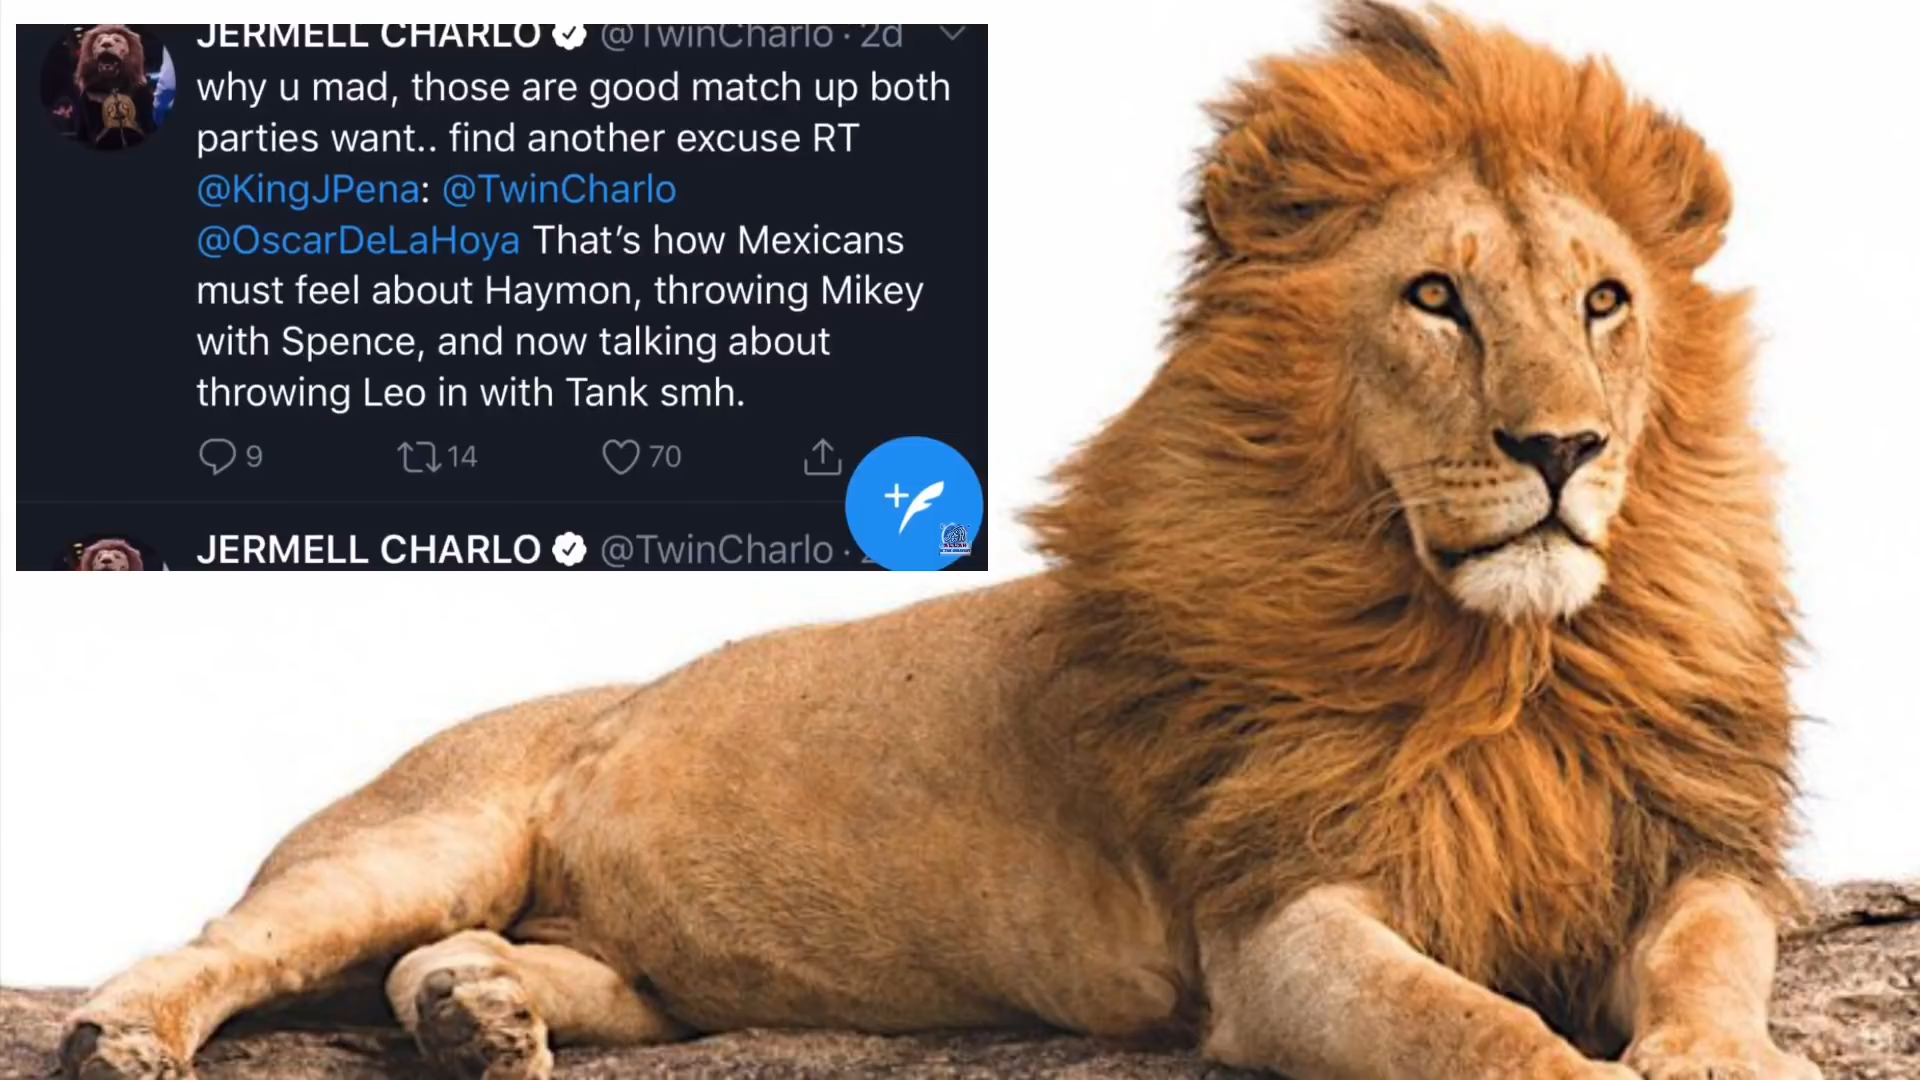 JERMELL CHARLO @TwinCharlo · 2d
why u mad, those are good match up both
parties want.. find another excuse RT
@KingJPena: @TwinCharlo
@OscarDeLaHoya That’s how Mexicans
must feel about Haymon, throwing Mikey
with Spence, and now talking about
throwing Leo in with Tank smh.
9 14 70
JERMELL CHARLO @TwinCharlo ·